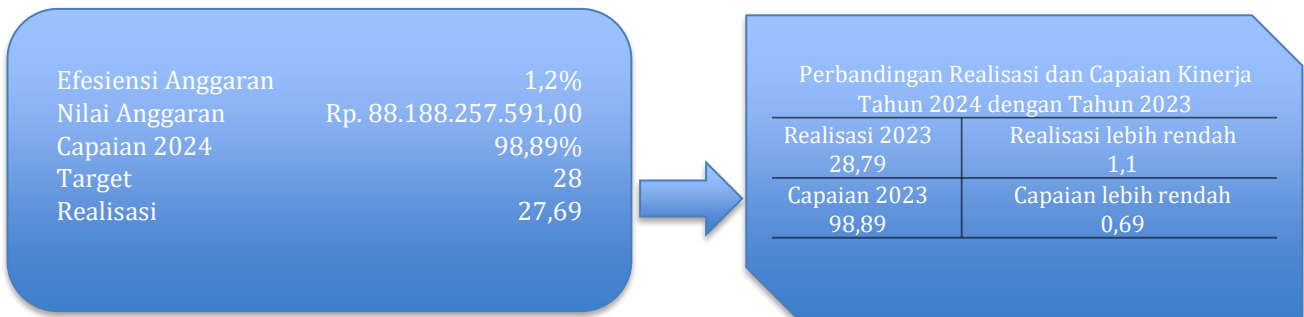 Efesiensi Anggaran 1,2%
Nilai Anggaran Rp. 88.188.257.591,00
Capaian 2024 98,89%
Target 28
Realisasi 27,69
Perbandingan Realisasi dan Capaian Kinerja
Tahun 2024 dengan Tahun 2023
Realisasi 2023 Realisasi lebih rendah
28,79 1,1
Capaian 2023 Capaian lebih rendah
98,89 0,69